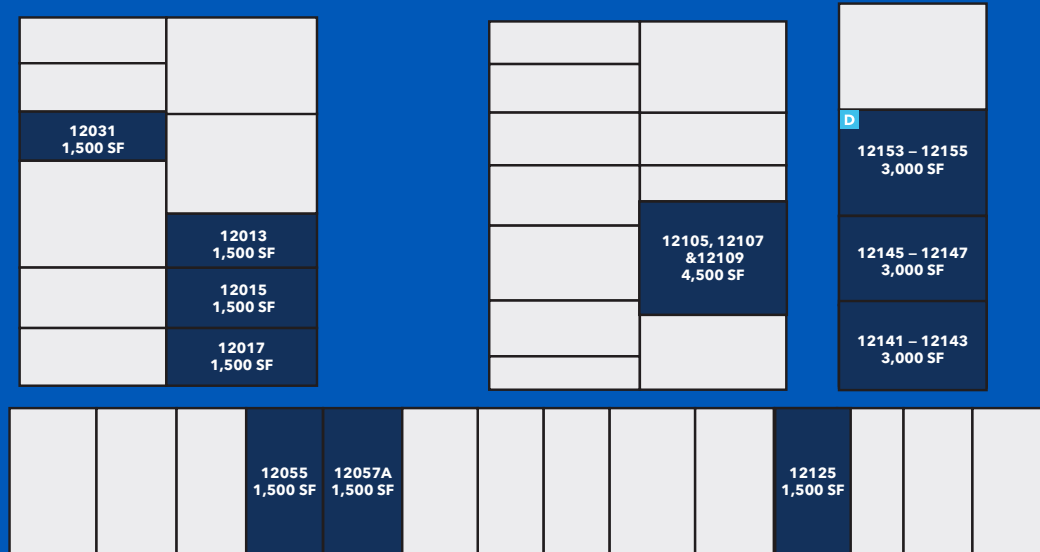 12031
1,500 SF
12013
1,500 SF
12015
1,500 SF
12017
1,500 SF
12105, 12107
&12109
4,500 SF
D
12153 – 12155
3,000 SF
12145 – 12147
3,000 SF
12141 – 12143
3,000 SF
12055
1,500 SF
12057A
1,500 SF
12125
1,500 SF